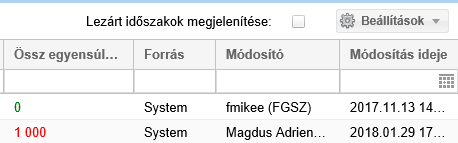 Lezárt időszakok megjelenítése: Beállítások
Össz egyensúl... Forrás Módosító Módosítás ideje
0 System fmikee (FGSZ) 2017.11.13 14...
1 000 System Magdus Adrien... 2018.01.29 17...